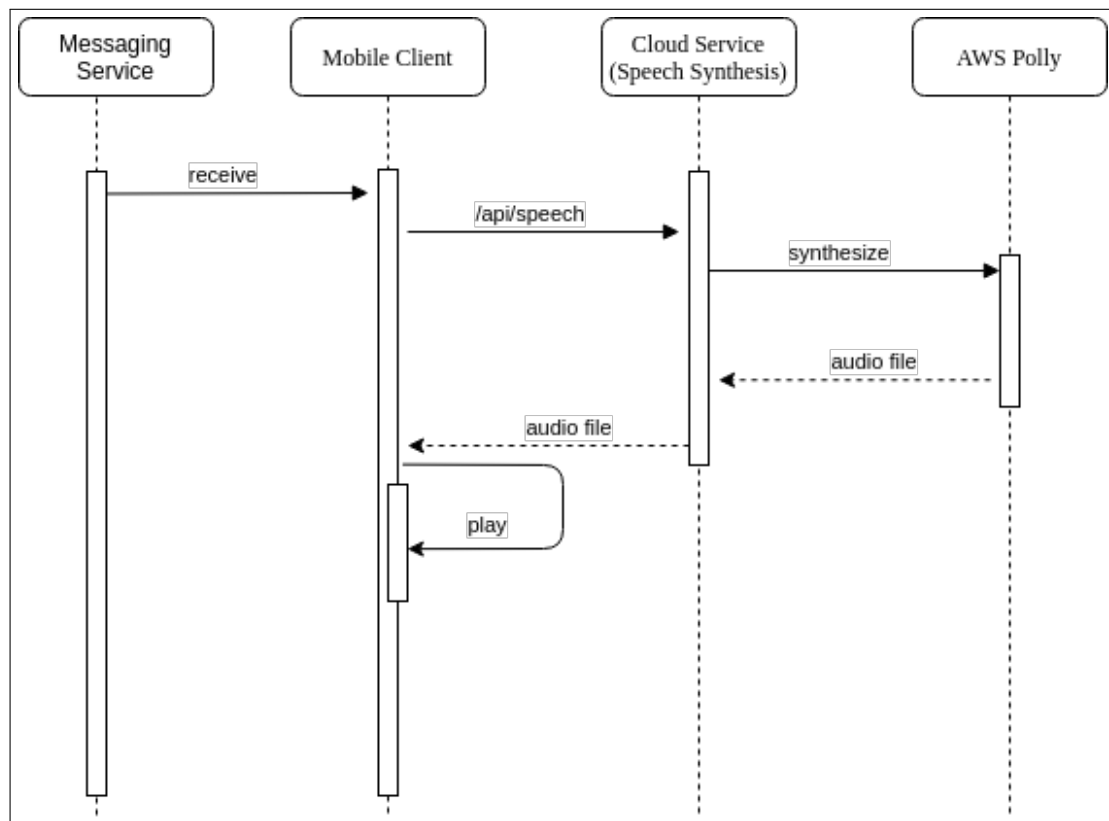 Messaging
Service
Mobile Client
Cloud Service
(Speech Synthesis)
AWS Polly
receive
/api/speech
synthesize
audio file
audio file
play